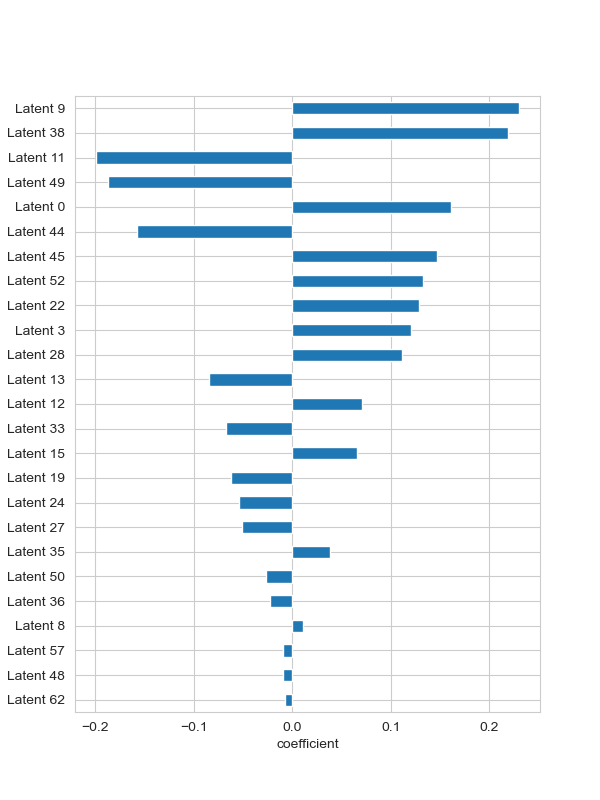 Latent 9
Latent 38
Latent 11
Latent 49
Latent 0
Latent 44
Latent 45
Latent 52
Latent 22
Latent 3
Latent 28
Latent 13
Latent 12
Latent 33
Latent 15
Latent 19
Latent 24
Latent 27
Latent 35
Latent 50
Latent 36
Latent 8
Latent 57
Latent 48
Latent 62
−0.2 −0.1 0.0 0.1 0.2
coefficient